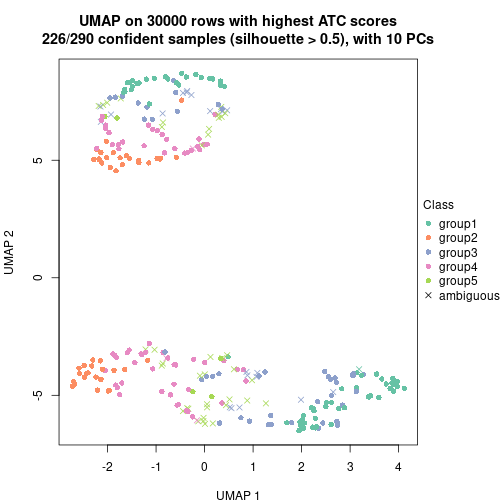 UMAP on 30000 rows with highest ATC scores
226/290 confident samples (silhouette > 0.5), with 10 PCs
UMAP 2
5
0
-5
-2
-1
0
1
2
3
4
UMAP 1
Class
group1
group2
group3
group4
group5
ambiguous